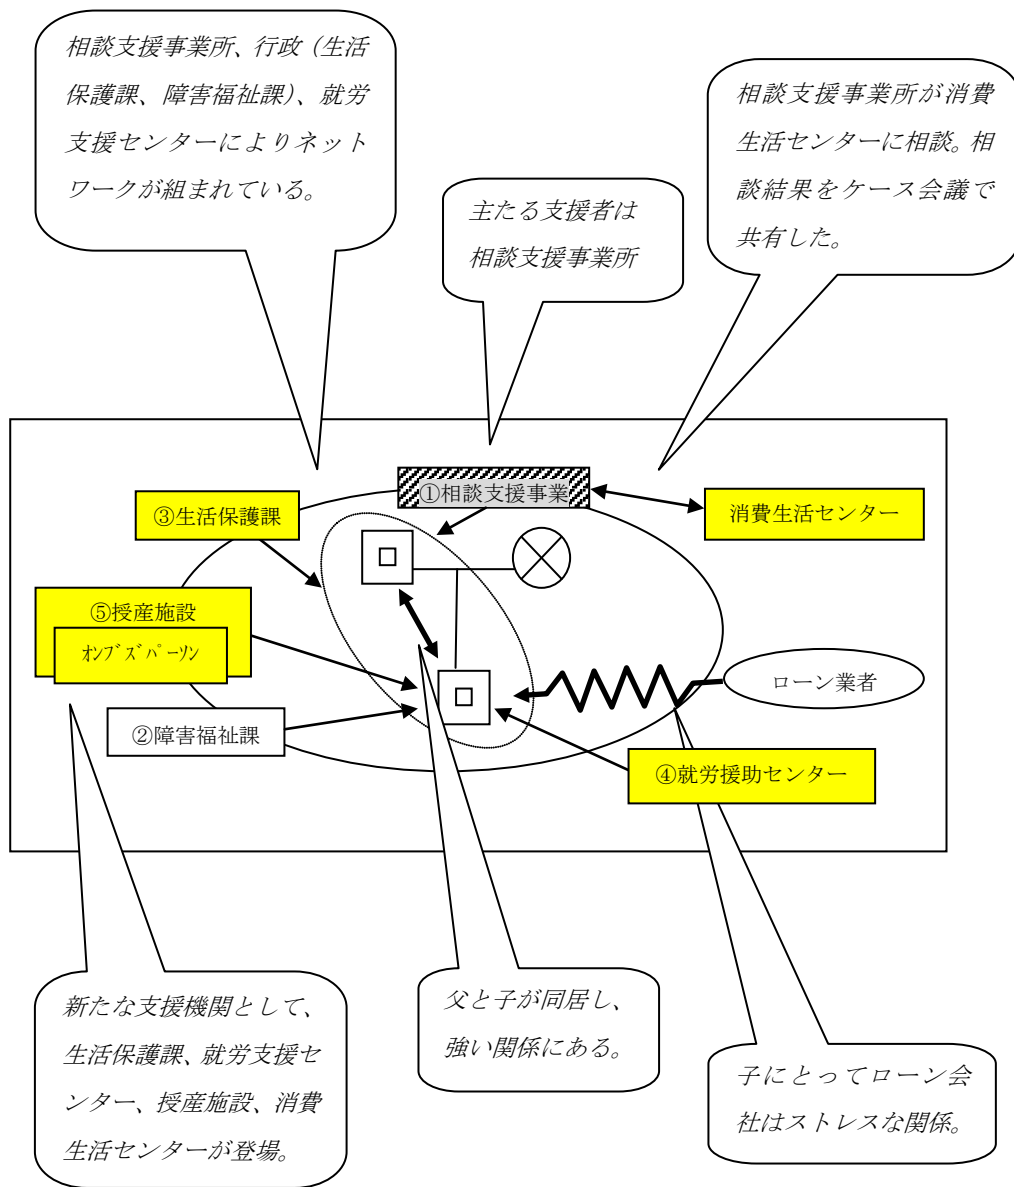 相談支援事業所、行政（生活
保護課、障害福祉課）、就労
支援センターによりネット
ワークが組まれている。
主たる支援者は
相談支援事業所
相談支援事業所が消費
生活センターに相談。相
談結果をケース会議で
共有した。
①相談支援事業
③生活保護課
消費生活センター
⑤授産施設
ｵﾝﾌﾞｽﾞﾊﾟｰｿﾝ
②障害福祉課
ローン業者
④就労援助センター
新たな支援機関として、
生活保護課、就労支援セ
ンター、授産施設、消費
生活センターが登場。
父と子が同居し、
強い関係にある。
子にとってローン会
社はストレスな関係。